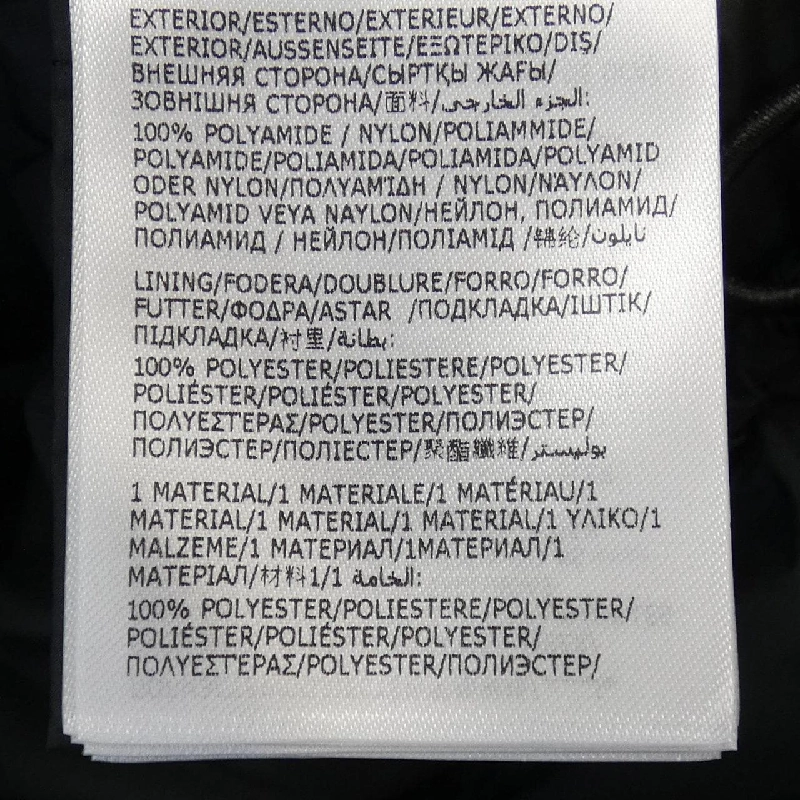 EXTERIOR/ESTERNO/EXTERIEUR/EXTERNO/
EXTERIOR/AUSSENSEITE/ΕΞΩΤΕΡΙΚΟ/DIŞ/
ВНЕШНЯЯ СТОРОНА/СЫРТҚЫ ЖАҒЫ/
ЗОВНІШНЯ СТОРОНА/面料/الجزء الخارجي:
100% POLYAMIDE / NYLON/POLIAMMIDE/
POLYAMIDE/POLIAMIDA/POLIAMIDA/POLYAMID
ODER NYLON/ΠΟΛΥΑΜΊΔΗ / NYLON/ΝΑΥΛΟΝ/
POLYAMID VEYA NAYLON/НЕЙЛОН, ПОЛИАМИД/
ПОЛИАМИД / НЕЙЛОН/ПОЛІАМІД /锦纶/نايلون
LINING/FODERA/DOUBLURE/FORRO/FORRO/
FUTTER/ΦΟΔΡΑ/ASTAR /ПОДКЛАДКА/ІШТІК/
ПІДКЛАДКА/衬里/بطانة:
100% POLYESTER/POLIESTERE/POLYESTER/
POLIÉSTER/POLIÉSTER/POLYESTER/
ΠΟΛΥΕΣΤΈΡΑΣ/POLYESTER/ПОЛИЭСТЕР/
ПОЛИЭСТЕР/ПОЛІЕСТЕР/聚酯纖維/بوليستر
1 MATERIAL/1 MATERIALE/1 MATÉRIAU/1
MATERIAL/1 MATERIAL/1 MATERIAL/1 ΥΛΙΚΟ/1
MALZEME/1 МАТЕРИАЛ/1МАТЕРИАЛ/1
МАТЕРІАЛ/材料1/1 الخامة:
100% POLYESTER/POLIESTERE/POLYESTER/
POLIÉSTER/POLIÉSTER/POLYESTER/
ΠΟΛΥΕΣΤΈΡΑΣ/POLYESTER/ПОЛИЭСТЕР/